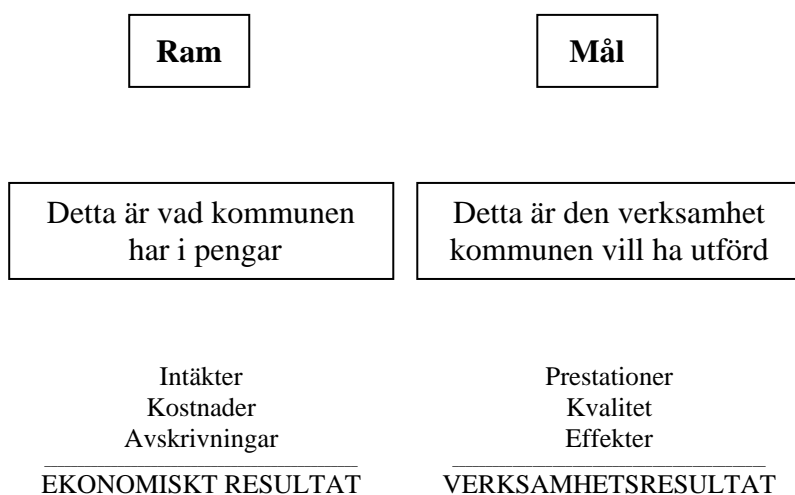 Ram
Detta är vad kommunen
har i pengar
Intäkter
Kostnader
Avskrivningar
EKONOMISKT RESULTAT
Mål
Detta är den verksamhet
kommunen vill ha utförd
Prestationer
Kvalitet
Effekter
VERKSAMHETSRESULTAT